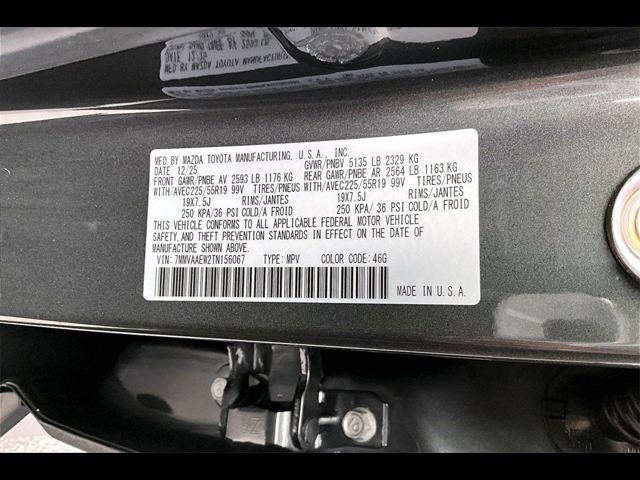 MFD.BY MAZDA TOYOTA MANUFACTURING, U.S.A., INC.
DATE 12/25 GVWR/PNBV 5135 LB 2329 KG
FRONT GAWR/PNBE AV 2593 LB 1176 KG REAR GAWR/PNBE AR 2564 LB 1163 KG
WITH/AVEC225/55R19 99V TIRES/PNEUS WITH/AVEC225/55R19 99V TIRES/PNEUS
19X7.5J RIMS/JANTES 19X7.5J RIMS/JANTES
250 KPA/ 36 PSI COLD/A FROID 250 KPA/ 36 PSI COLD/A FROID
THIS VEHICLE CONFORMS TO ALL APPLICABLE FEDERAL MOTOR VEHICLE
SAFETY, AND THEFT PREVENTION STANDARDS IN EFFECT ON THE DATE OF
MANUFACTURE SHOWN ABOVE.
VIN: 7MMVAAEW2TN156067 TYPE: MPV COLOR CODE: 46G
MADE IN U.S.A.